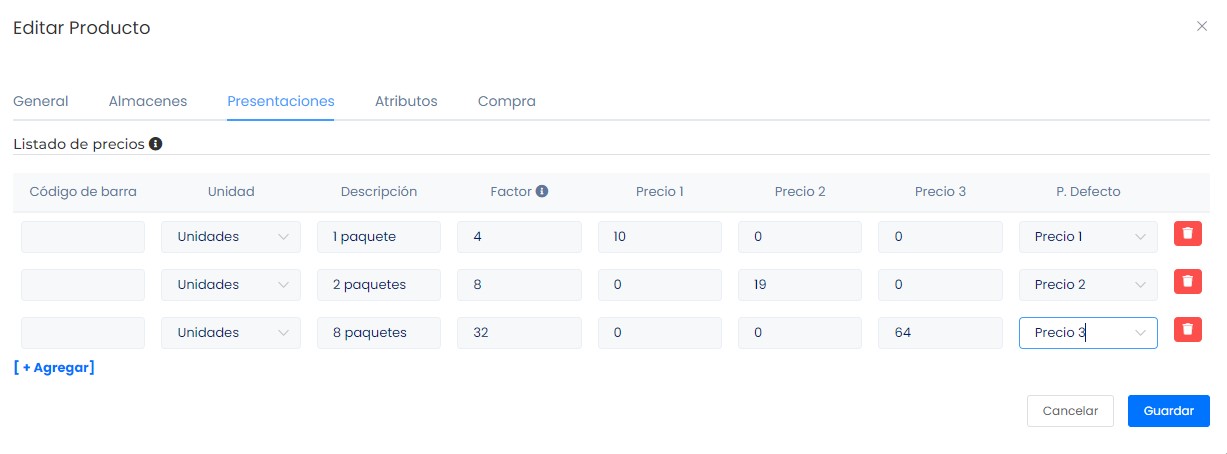 Editar Producto
General Almacenes Presentaciones Atributos Compra
Listado de precios
Código de barra Unidad Descripción Factor Precio 1 Precio 2 Precio 3 P. Defecto
Unidades 1 paquete 4 10 0 0 Precio 1
Unidades 2 paquetes 8 0 19 0 Precio 2
Unidades 8 paquetes 32 0 0 64 Precio 3
[ + Agregar]
Cancelar Guardar